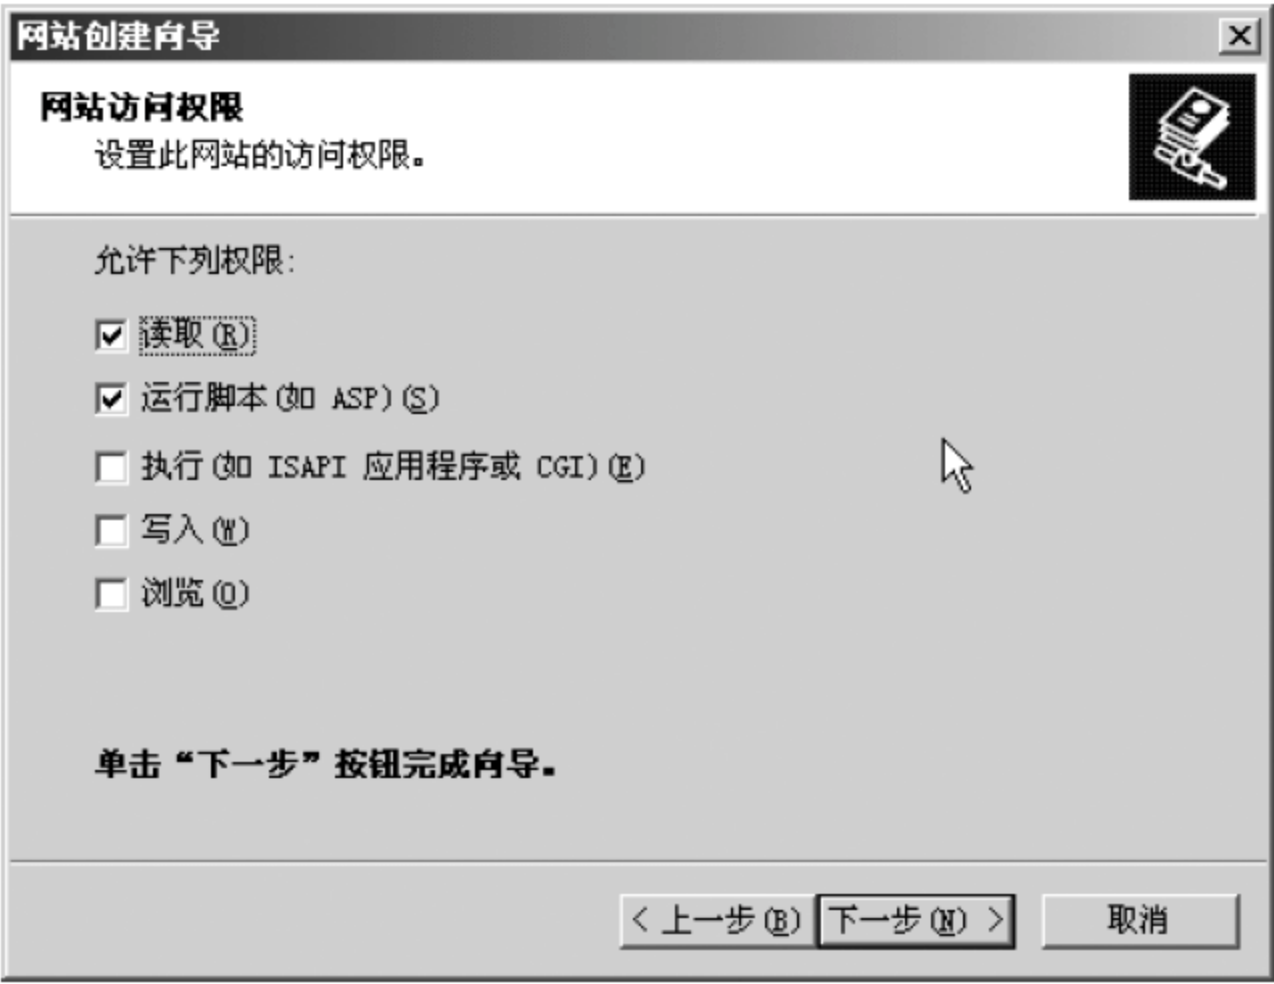 网站创建向导
网站访问权限
设置此网站的访问权限。
允许下列权限:
读取(R)
运行脚本(如 ASP)(S)
执行(如 ISAPI 应用程序或 CGI)(E)
写入(W)
浏览(O)
单击“下一步”按钮完成向导。
< 上一步(B) 下一步(N) > 取消